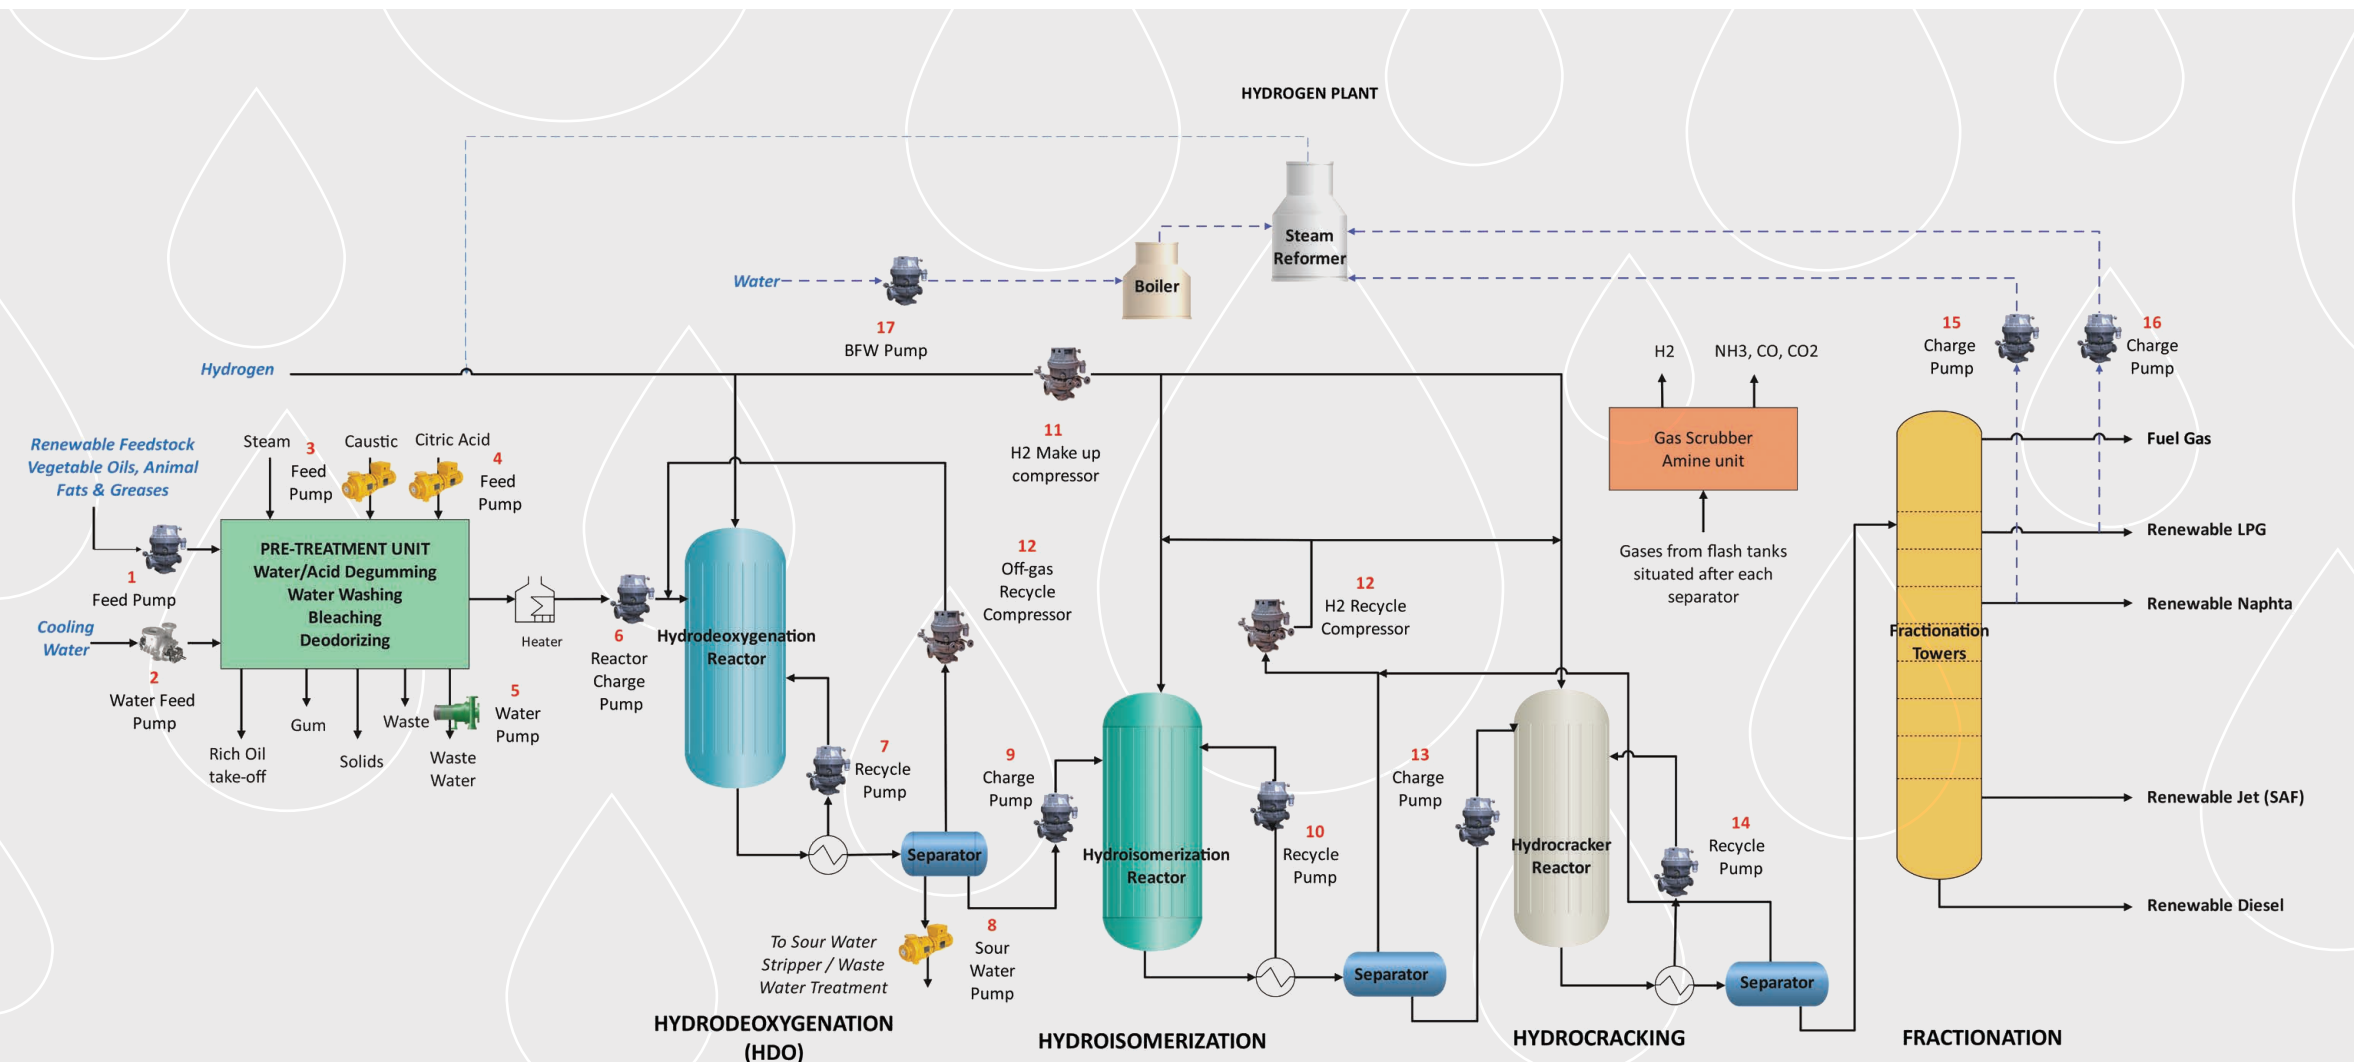 HYDROGEN PLANT
Steam
Reformer
Water
Boiler
17
BFW Pump
Hydrogen
11
H2 Make up
compressor
H2
NH3, CO, CO2
Gas Scrubber
Amine unit
Gases from flash tanks
situated after each
separator
15
Charge
Pump
16
Charge
Pump
Renewable Feedstock
Vegetable Oils, Animal
Fats & Greases
Steam
3
Feed
Pump
Caustic
Citric Acid
4
Feed
Pump
1
Feed Pump
Cooling
Water
2
Water Feed
Pump
PRE-TREATMENT UNIT
Water/Acid Degumming
Water Washing
Bleaching
Deodorizing
Rich Oil
take-off
Gum
Solids
Waste
Waste
Water
5
Water
Pump
Heater
6
Reactor
Charge
Pump
Hydrodeoxygenation
Reactor
7
Recycle
Pump
12
Off-gas
Recycle
Compressor
Separator
To Sour Water
Stripper / Waste
Water Treatment
8
Sour
Water
Pump
9
Charge
Pump
Hydroisomerization
Reactor
10
Recycle
Pump
12
H2 Recycle
Compressor
Separator
13
Charge
Pump
Hydrocracker
Reactor
14
Recycle
Pump
Separator
Fractionation
Towers
Fuel Gas
Renewable LPG
Renewable Naphta
Renewable Jet (SAF)
Renewable Diesel
HYDRODEOXYGENATION
(HDO)
HYDROISOMERIZATION
HYDROCRACKING
FRACTIONATION